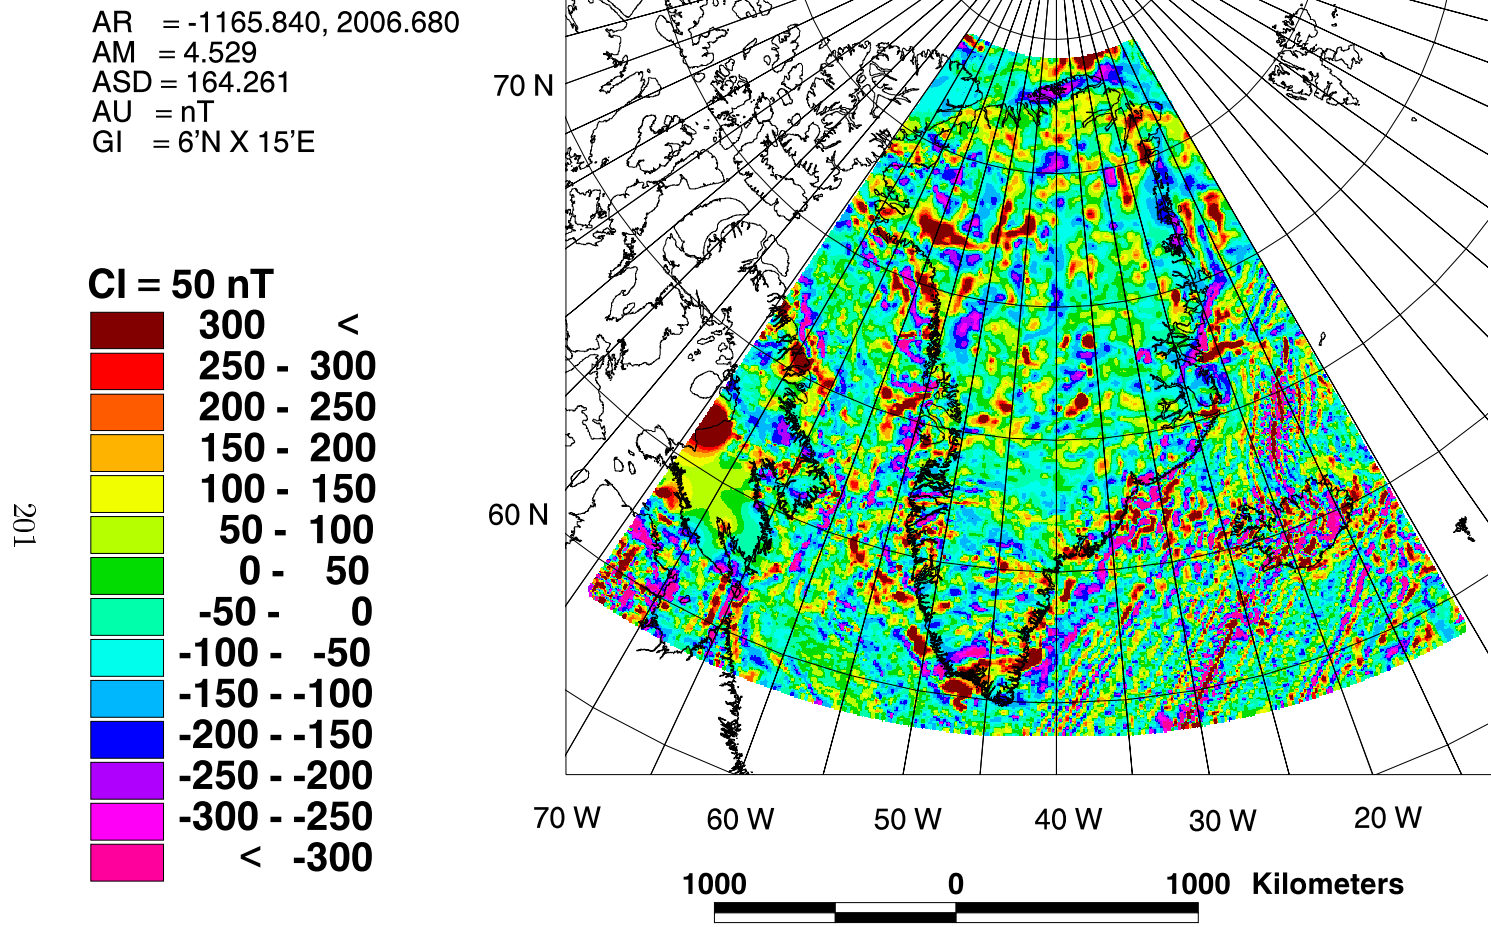 AR = -1165.840, 2006.680
AM = 4.529
ASD = 164.261
AU = nT
GI = 6'N X 15'E
70 N
CI = 50 nT
300 <
250 - 300
200 - 250
150 - 200
100 - 150
50 - 100
0 - 50
-50 - 0
-100 - -50
-150 - -100
-200 - -150
-250 - -200
-300 - -250
< -300
201
60 N
70 W 60 W 50 W 40 W 30 W 20 W
1000 0 1000 Kilometers